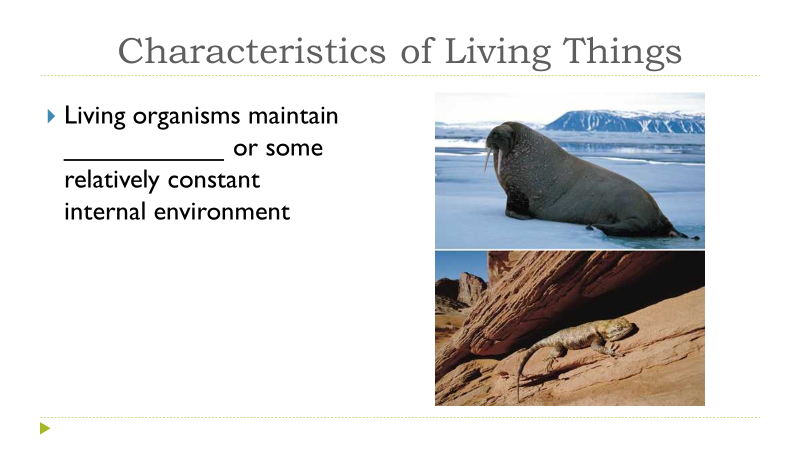 Characteristics of Living Things
Living organisms maintain
____________ or some
relatively constant
internal environment